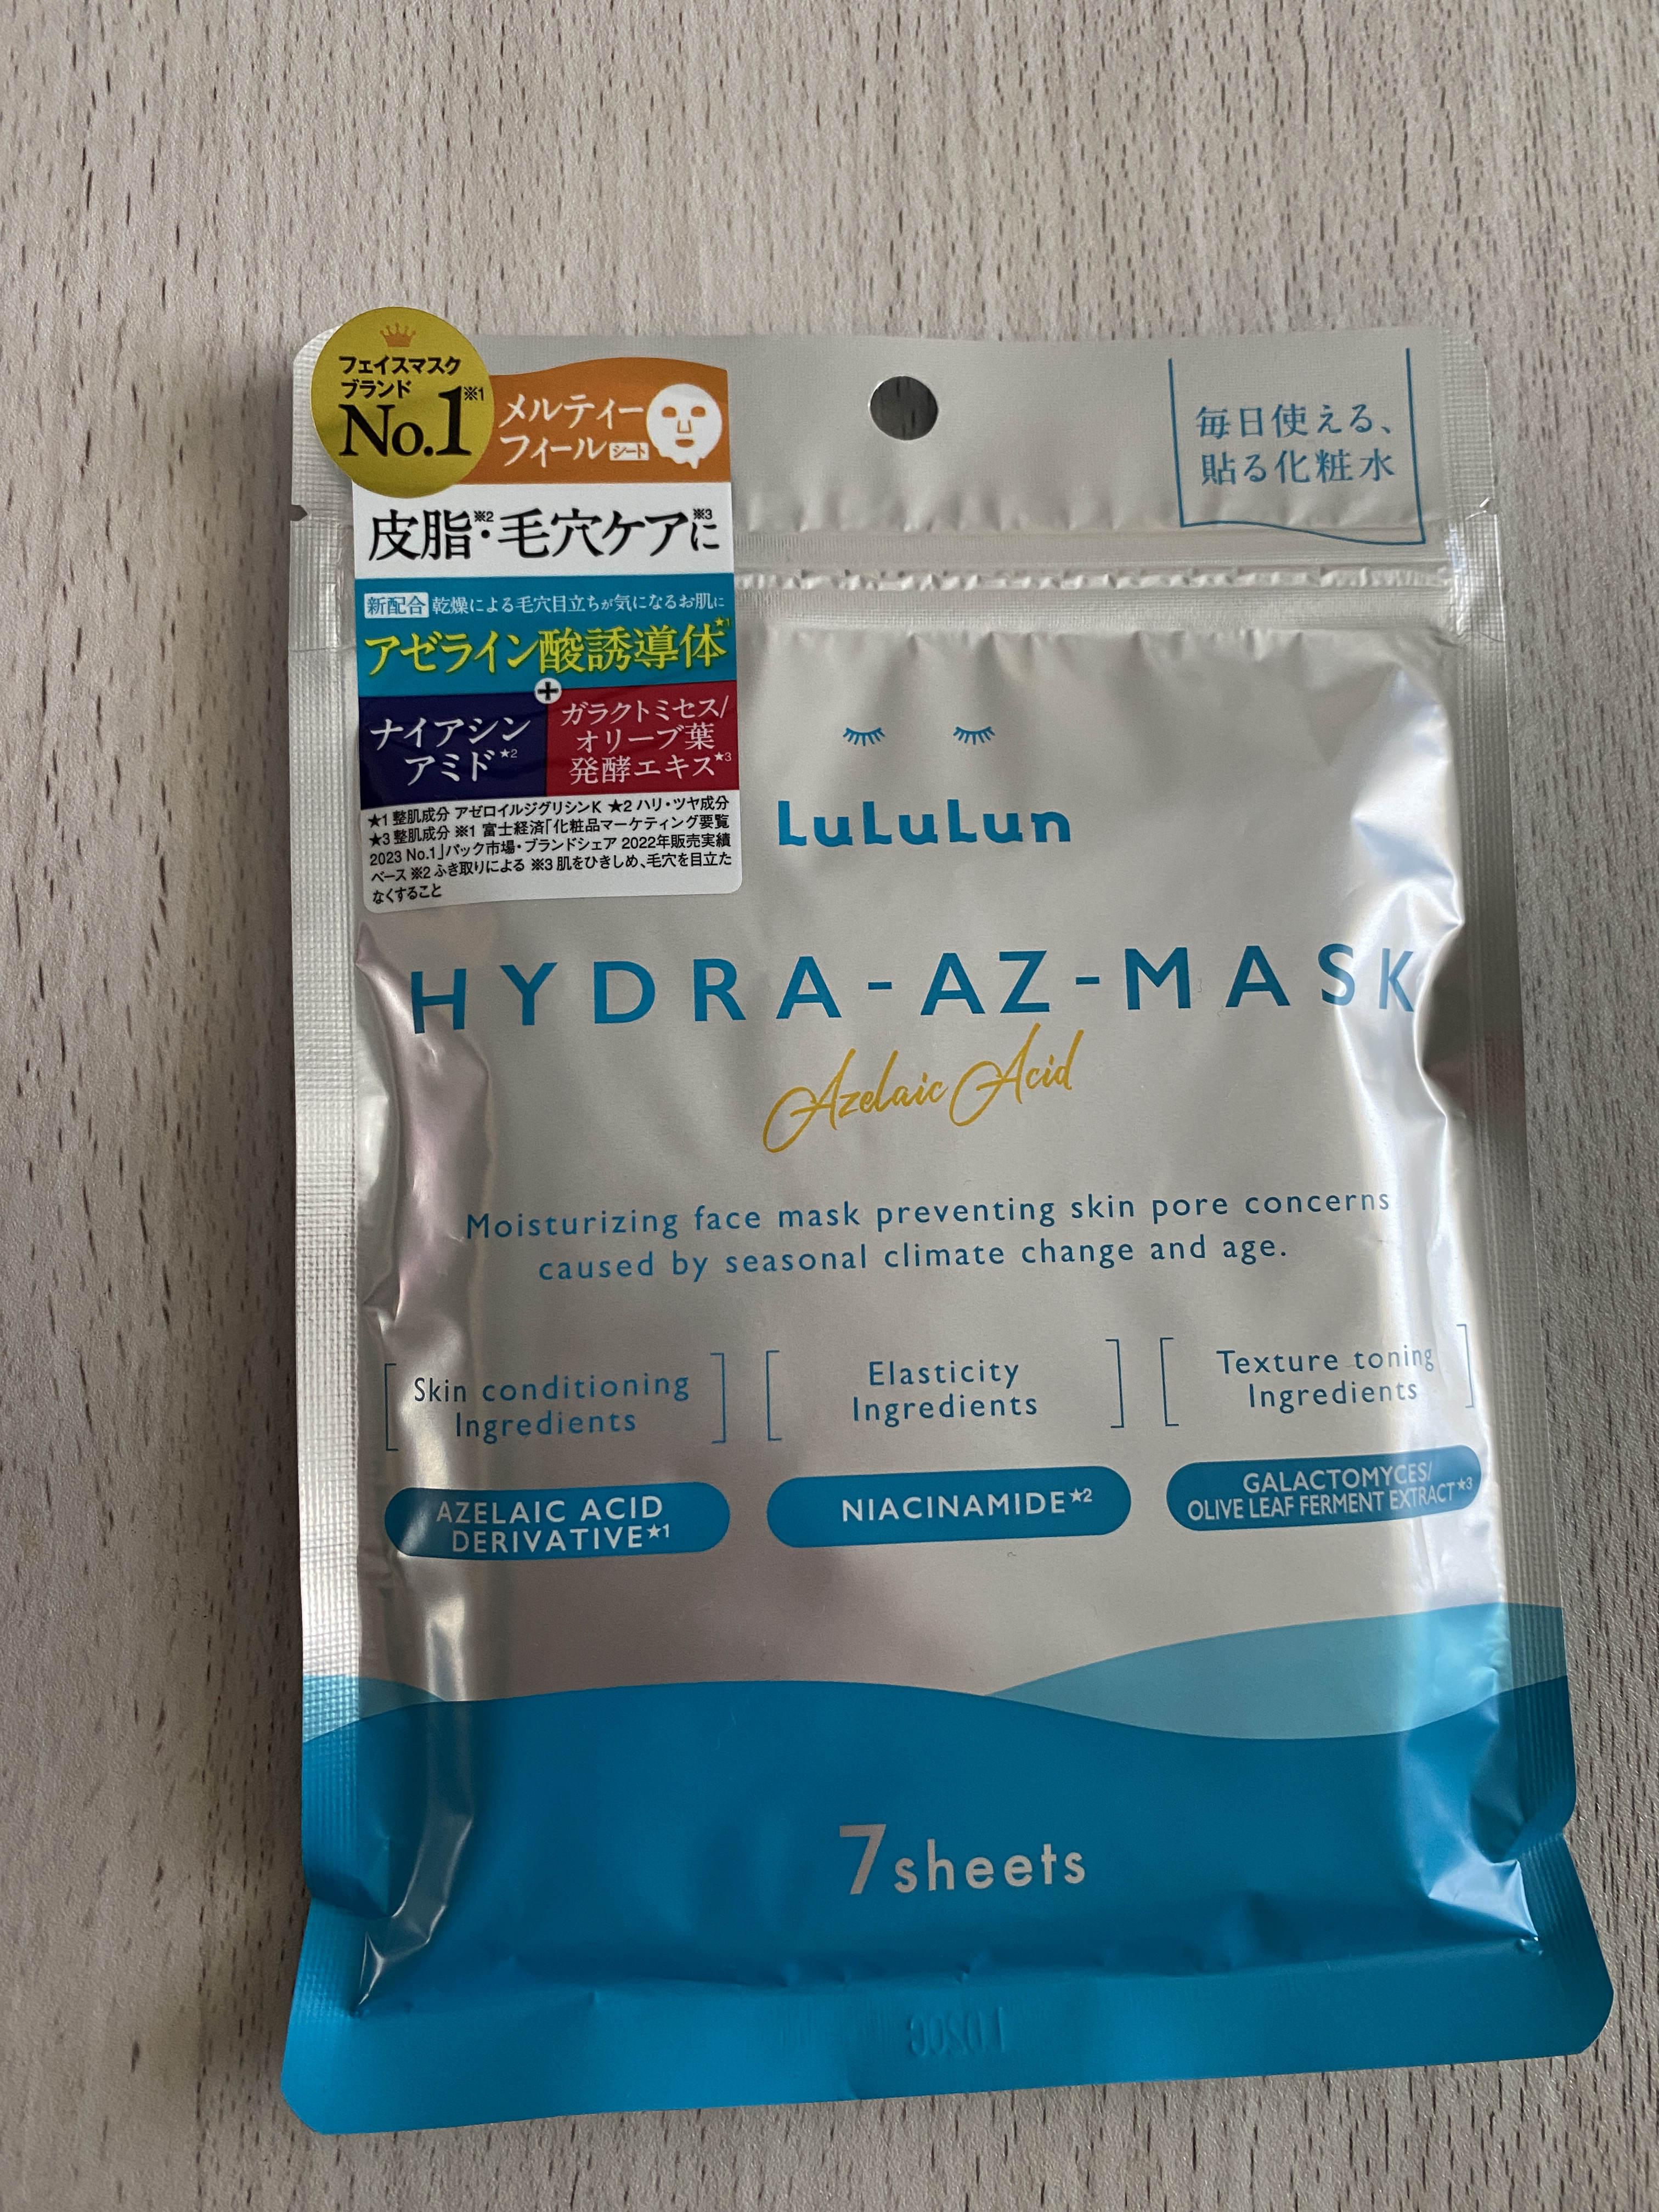 フェイスマスク
ブランド
No.1※1
メルティー
フィール シート
皮脂※2・毛穴ケア※3に
新配合 乾燥による毛穴目立ちが気になるお肌に
アゼライン酸誘導体★1
+
ナイアシン
アミド★2
ガラクトミセス/
オリーブ葉
発酵エキス★3
★1 整肌成分 アゼロイルジグリシンK ★2 ハリ・ツヤ成分
★3 整肌成分 ※1 富士経済「化粧品マーケティング要覧
2023 No.1」パック市場・ブランドシェア 2022年販売実績
ベース ※2 ふき取りによる ※3 肌をひきしめ、毛穴を目立た
なくすること
毎日使える、
貼る化粧水
LuLuLun
HYDRA-AZ-MASK
Azelaic Acid
Moisturizing face mask preventing skin pore concerns
caused by seasonal climate change and age.
Skin conditioning
Ingredients
AZELAIC ACID
DERIVATIVE★1
Elasticity
Ingredients
NIACINAMIDE★2
Texture toning
Ingredients
GALACTOMYCES/
OLIVE LEAF FERMENT EXTRACT★3
7sheets